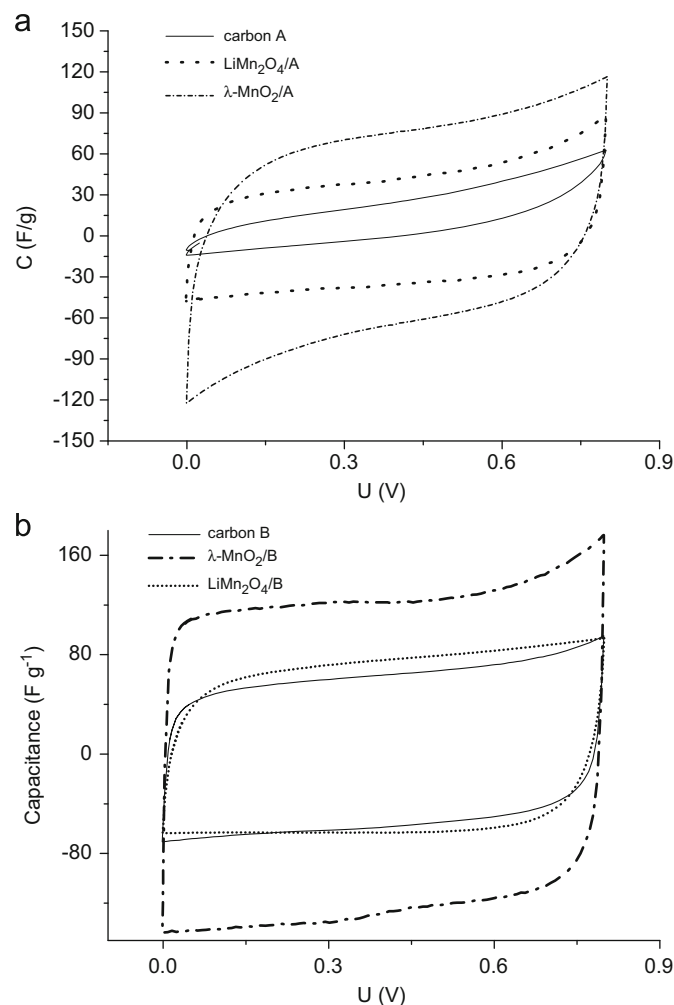 a
carbon A
LiMn₂O₄/A
λ-MnO₂/A
150
120
90
60
30
0
-30
-60
-90
-120
-150
C (F/g)
0.0 0.3 0.6 0.9
U (V)
b
carbon B
λ-MnO₂/B
LiMn₂O₄/B
160
80
0
-80
Capacitance (F g⁻¹)
0.0 0.3 0.6 0.9
U (V)